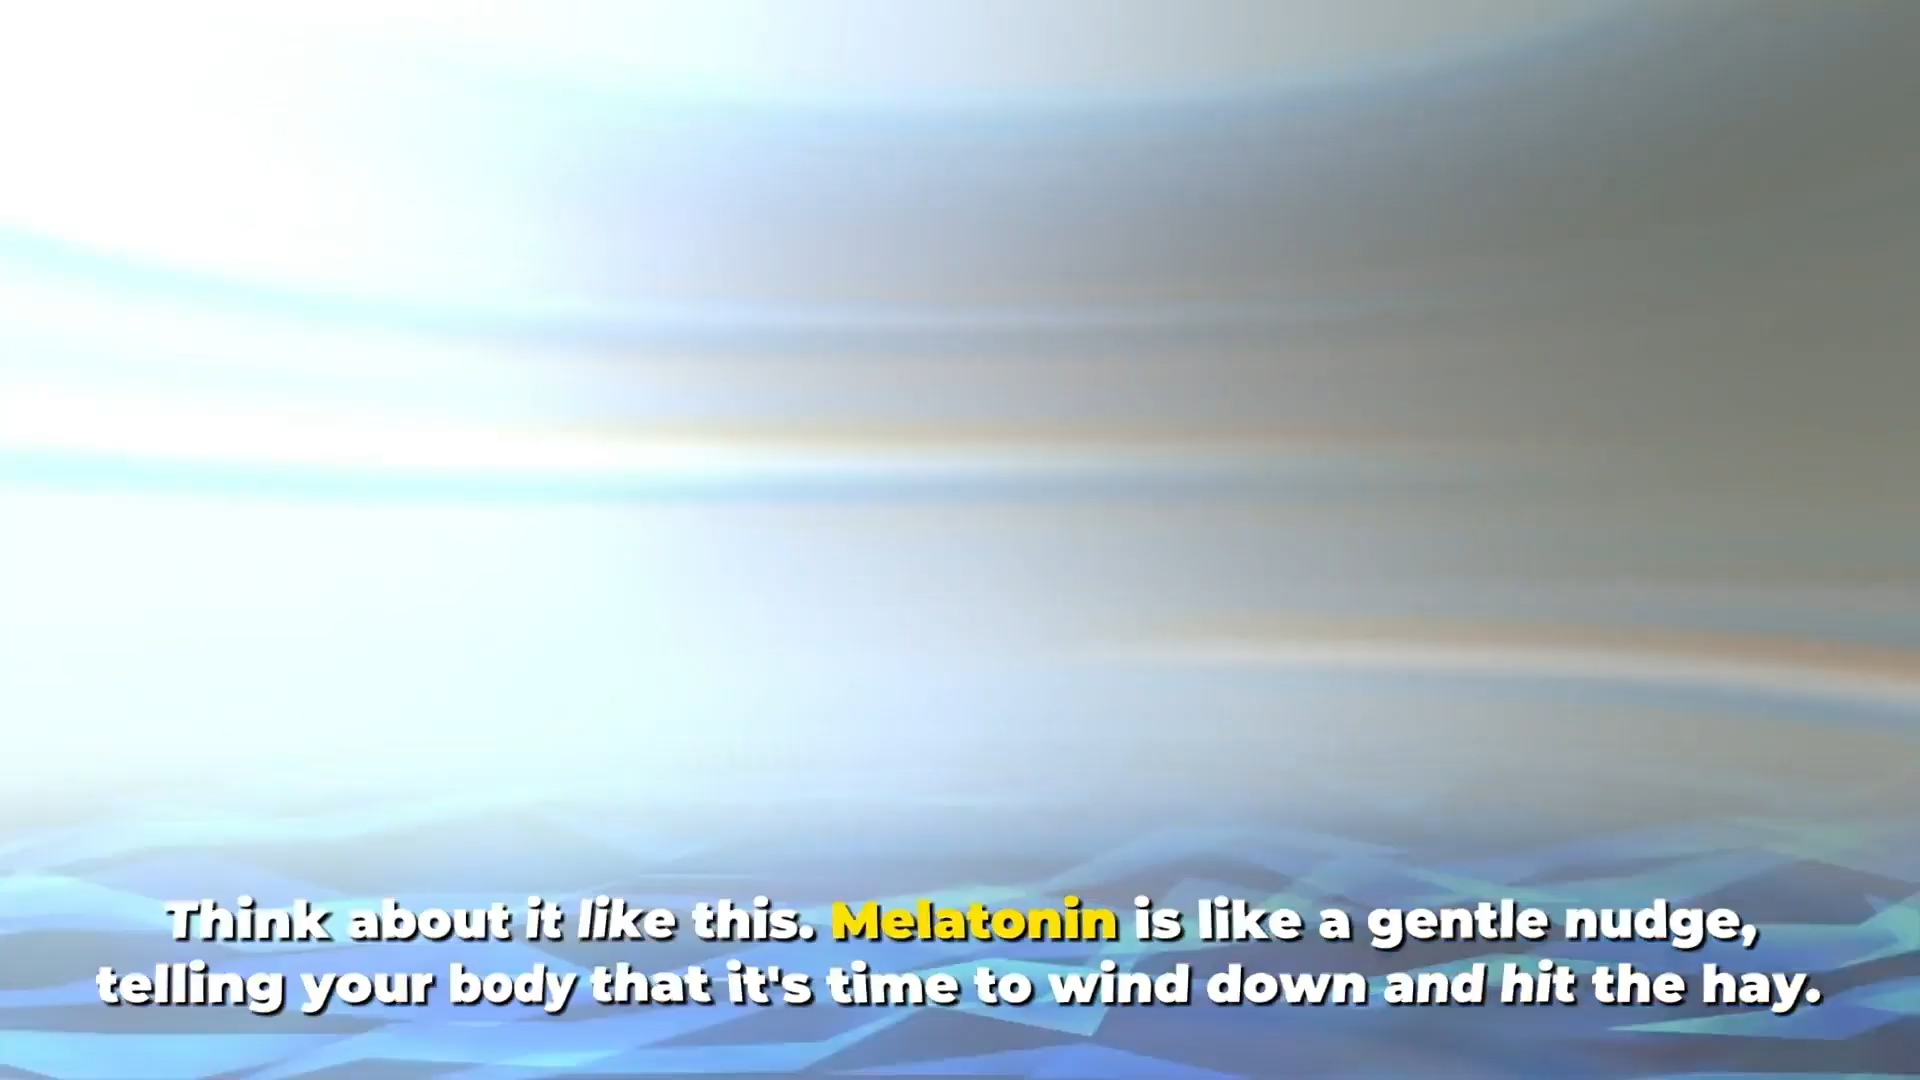 Think about it like this. Melatonin is like a gentle nudge,
telling your body that it's time to wind down and hit the hay.